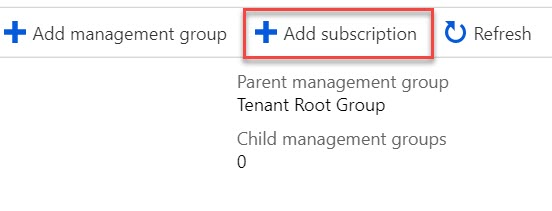 Add management group Add subscription Refresh
Parent management group
Tenant Root Group
Child management groups
0